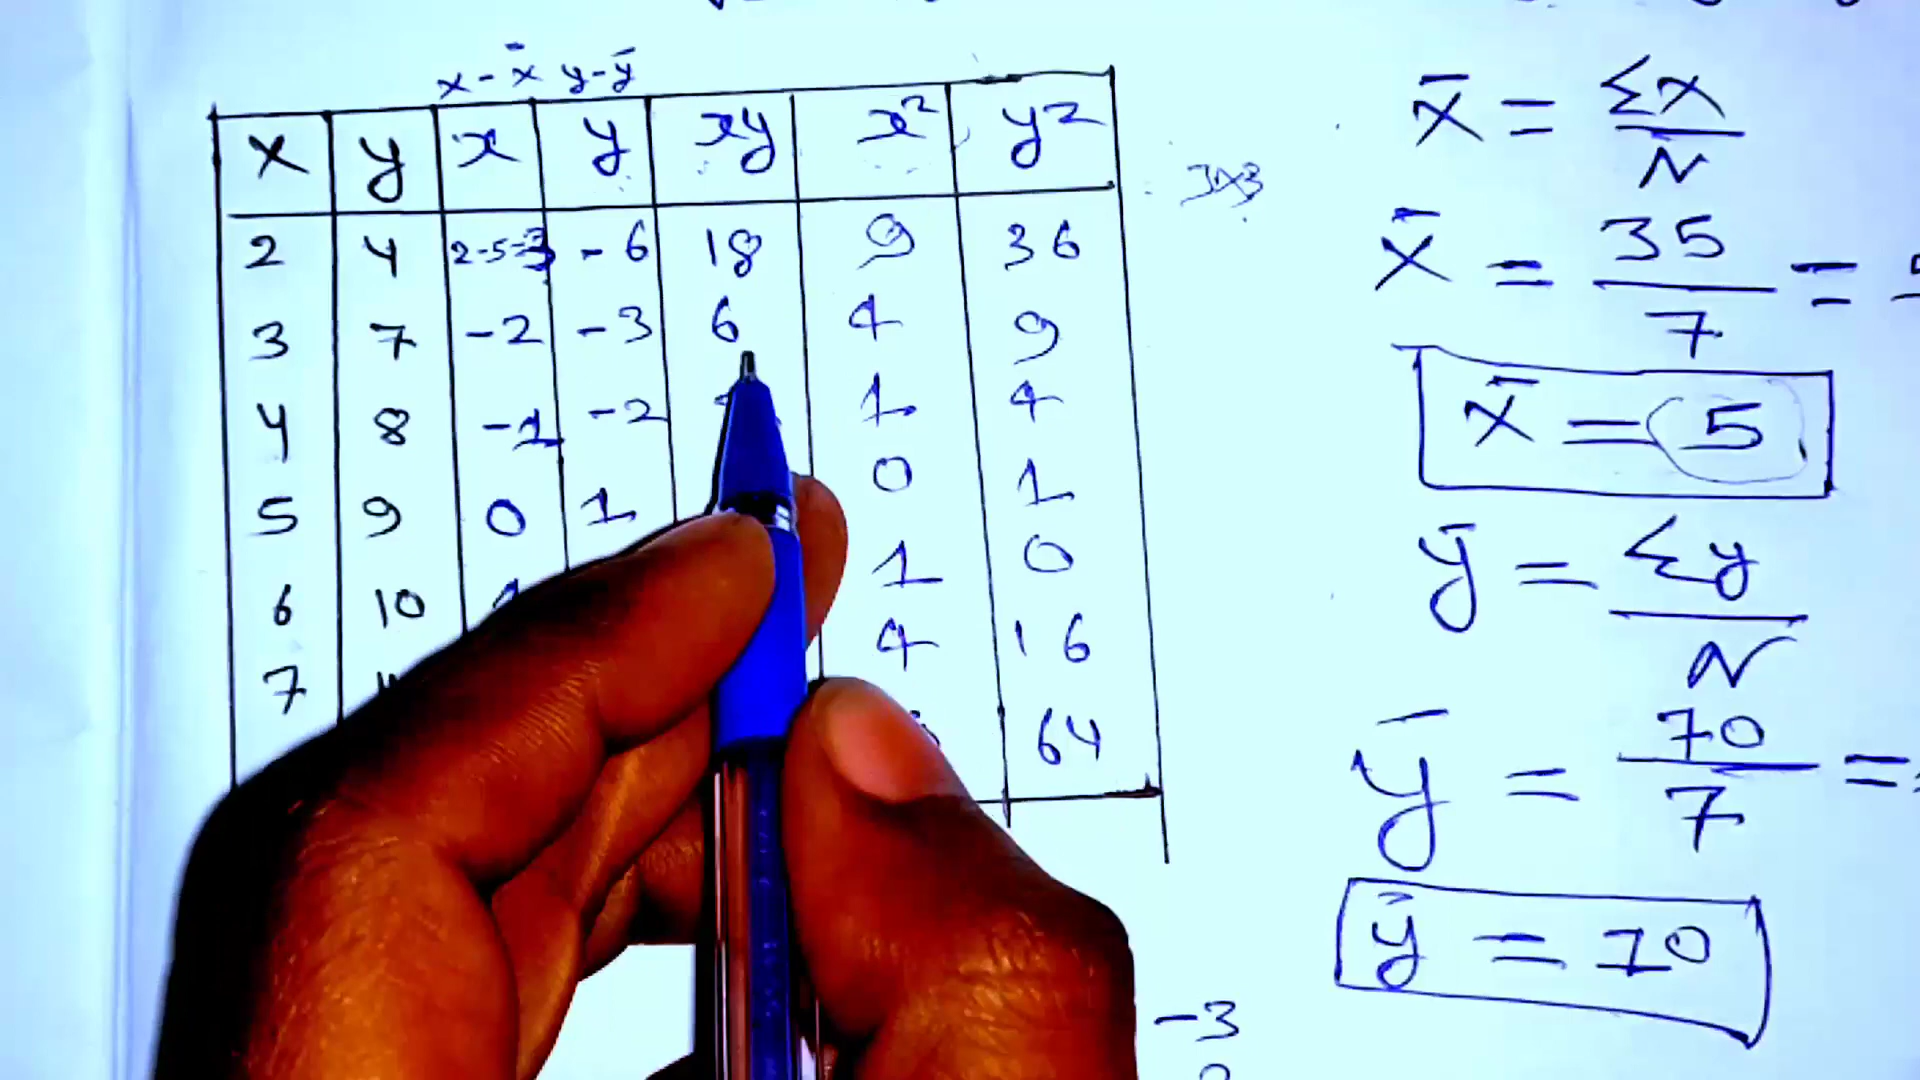 x - x̄ y - ȳ
x y x y xy x² y²
2 4 2-5=-3 -6 18 9 36
3 7 -2 -3 6 4 9
4 8 -1 -2 1 4
5 9 0 1 0 1
6 10 1 0
7 4 16
64
3×3
x̄ = Σx / N
x̄ = 35 / 7 =
x̄ = 5
ȳ = Σy / N
ȳ = 70 / 7 =
ȳ = 10
-3